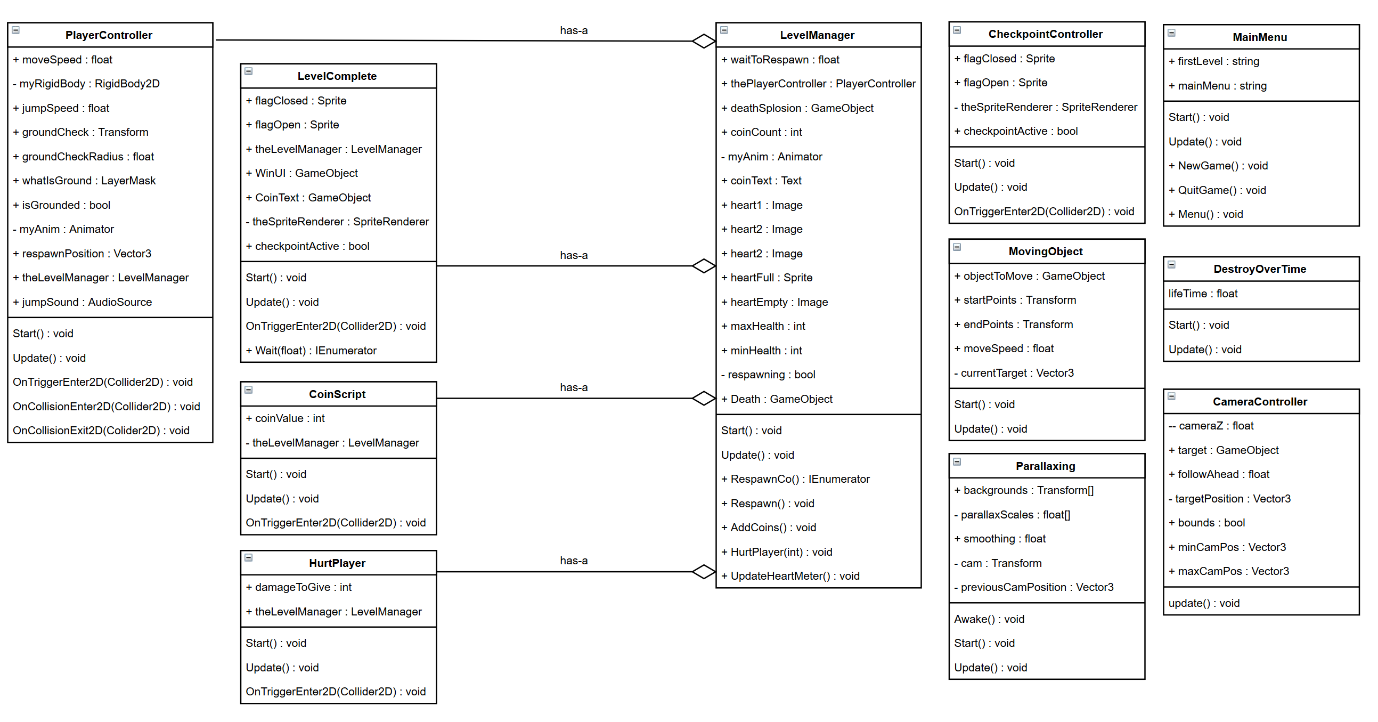 PlayerController
+ moveSpeed : float
- myRigidBody : RigidBody2D
+ jumpSpeed : float
+ groundCheck : Transform
+ groundCheckRadius : float
+ whatIsGround : LayerMask
+ isGrounded : bool
- myAnim : Animator
+ respawnPosition : Vector3
+ theLevelManager : LevelManager
+ jumpSound : AudioSource
Start() : void
Update() : void
OnTriggerEnter2D(Collider2D) : void
OnCollisionEnter2D(Collider2D) : void
OnCollisionExit2D(Colider2D) : void
LevelComplete
+ flagClosed : Sprite
+ flagOpen : Sprite
+ theLevelManager : LevelManager
+ WinUI : GameObject
+ CoinText : GameObject
- theSpriteRenderer : SpriteRenderer
+ checkpointActive : bool
Start() : void
Update() : void
OnTriggerEnter2D(Collider2D) : void
+ Wait(float) : IEnumerator
CoinScript
+ coinValue : int
- theLevelManager : LevelManager
Start() : void
Update() : void
OnTriggerEnter2D(Collider2D) : void
HurtPlayer
+ damageToGive : int
+ theLevelManager : LevelManager
Start() : void
Update() : void
OnTriggerEnter2D(Collider2D) : void
has-a
has-a
has-a
has-a
LevelManager
+ waitToRespawn : float
+ thePlayerController : PlayerController
+ deathSplosion : GameObject
+ coinCount : int
- myAnim : Animator
+ coinText : Text
+ heart1 : Image
+ heart2 : Image
+ heart2 : Image
+ heartFull : Sprite
+ heartEmpty : Image
+ maxHealth : int
+ minHealth : int
- respawning : bool
+ Death : GameObject
Start() : void
Update() : void
+ RespawnCo() : IEnumerator
+ Respawn() : void
+ AddCoins() : void
+ HurtPlayer(int) : void
+ UpdateHeartMeter() : void
CheckpointController
+ flagClosed : Sprite
+ flagOpen : Sprite
- theSpriteRenderer : SpriteRenderer
+ checkpointActive : bool
Start() : void
Update() : void
OnTriggerEnter2D(Collider2D) : void
MovingObject
+ objectToMove : GameObject
+ startPoints : Transform
+ endPoints : Transform
+ moveSpeed : float
- currentTarget : Vector3
Start() : void
Update() : void
Parallaxing
+ backgrounds : Transform[]
- parallaxScales : float[]
+ smoothing : float
- cam : Transform
- previousCamPosition : Vector3
Awake() : void
Start() : void
Update() : void
MainMenu
+ firstLevel : string
+ mainMenu : string
Start() : void
Update() : void
+ NewGame() : void
+ QuitGame() : void
+ Menu() : void
DestroyOverTime
lifeTime : float
Start() : void
Update() : void
CameraController
-- cameraZ : float
+ target : GameObject
+ followAhead : float
- targetPosition : Vector3
+ bounds : bool
+ minCamPos : Vector3
+ maxCamPos : Vector3
update() : void